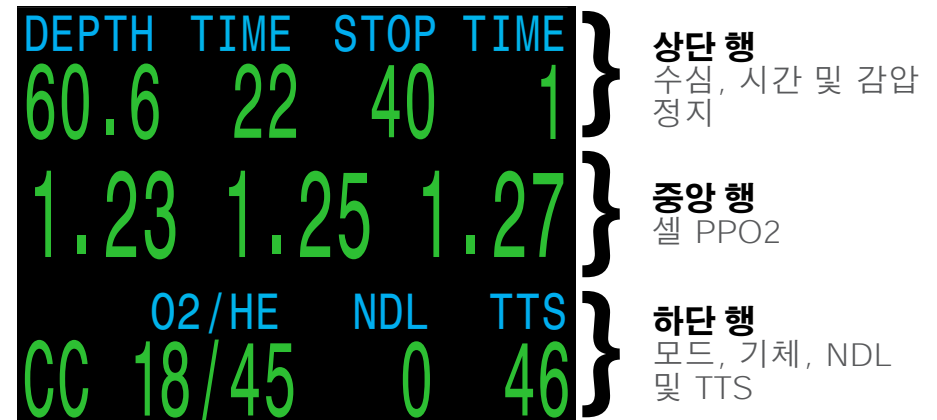 DEPTH TIME STOP TIME
60.6 22 40 1
상단 행
수심, 시간 및 감압
정지
1.23 1.25 1.27
중앙 행
셀 PPO2
O2/HE NDL TTS
CC 18/45 0 46
하단 행
모드, 기체, NDL
및 TTS